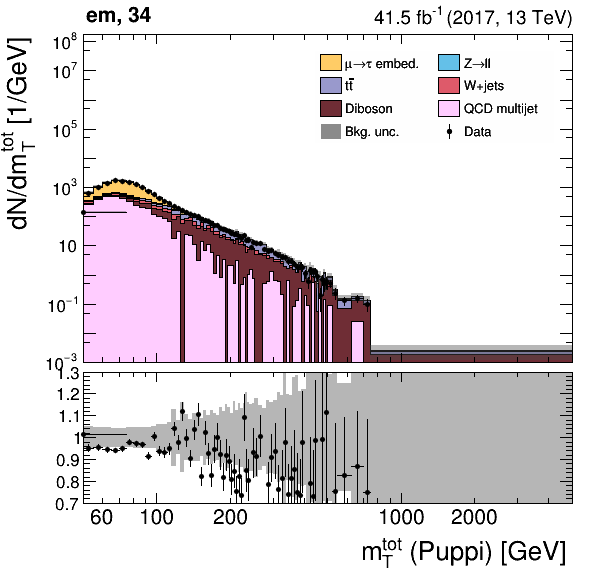 em, 34
41.5 fb⁻¹ (2017, 13 TeV)
dN/dm_T^tot [1/GeV]
μ→τ embed.
Z→ll
tt̄
W+jets
Diboson
QCD multijet
Bkg. unc.
Data
10⁷
10⁵
10³
10
10⁻¹
10⁻³
1.3
1.2
1.1
1
0.9
0.8
0.7
60 100 200 1000 2000
m_T^tot (Puppi) [GeV]